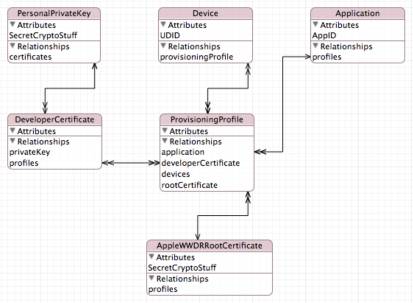 PersonalPrivateKey
Attributes
SecretCryptoStuff
Relationships
certificates
Device
Attributes
UDID
Relationships
provisioningProfile
Application
Attributes
AppID
Relationships
profiles
DeveloperCertificate
Attributes
Relationships
privateKey
profiles
ProvisioningProfile
Attributes
Relationships
application
developerCertificate
devices
rootCertificate
AppleWWDRRootCertificate
Attributes
SecretCryptoStuff
Relationships
profiles